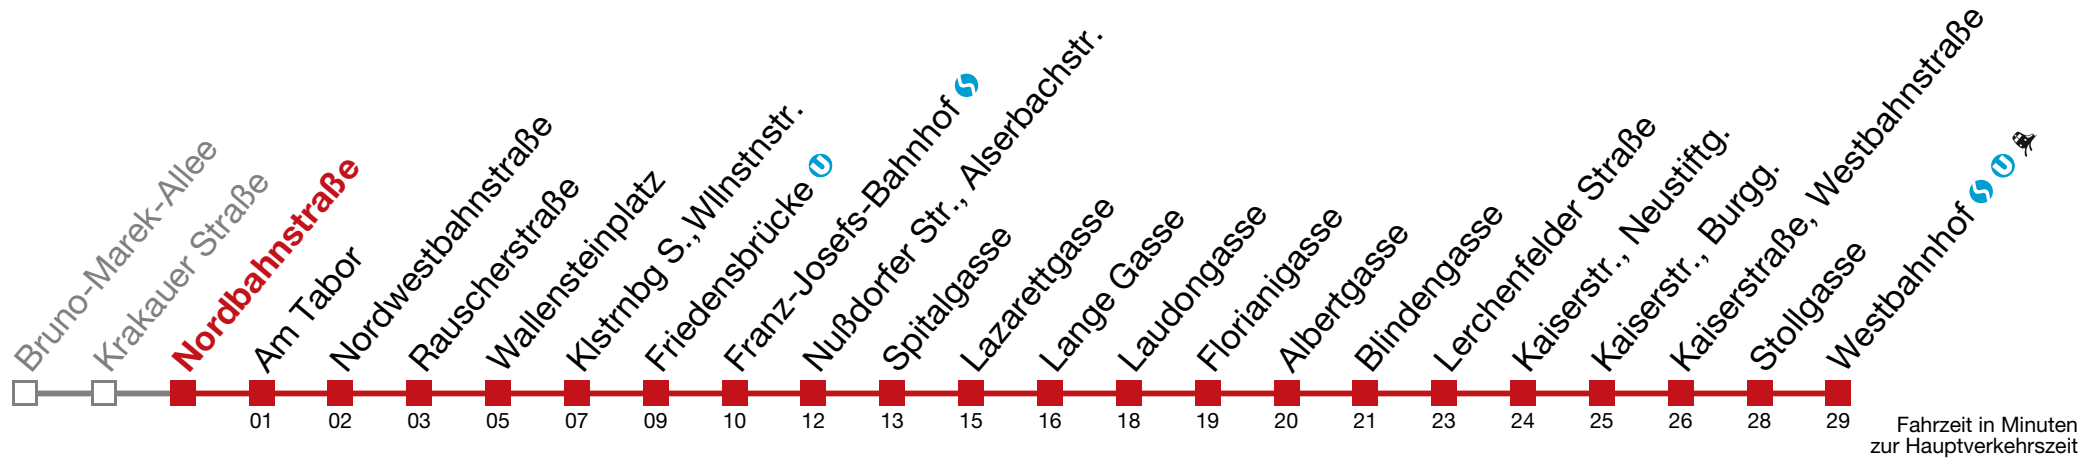 Bruno-Marek-Allee
Krakauer Straße
Nordbahnstraße
Am Tabor
Nordwestbahnstraße
Rauscherstraße
Wallensteinplatz
Klstrnbg S.,Wllnstnstr.
Friedensbrücke U
Franz-Josefs-Bahnhof S
Nußdorfer Str., Alserbachstr.
Spitalgasse
Lazarettgasse
Lange Gasse
Laudongasse
Florianigasse
Albertgasse
Blindengasse
Lerchenfelder Straße
Kaiserstr., Neustiftg.
Kaiserstr., Burgg.
Kaiserstraße, Westbahnstraße
Stollgasse
Westbahnhof S U
01 02 03 05 07 09 10 12 13 15 16 18 19 20 21 23 24 25 26 28 29
Fahrzeit in Minuten
zur Hauptverkehrszeit